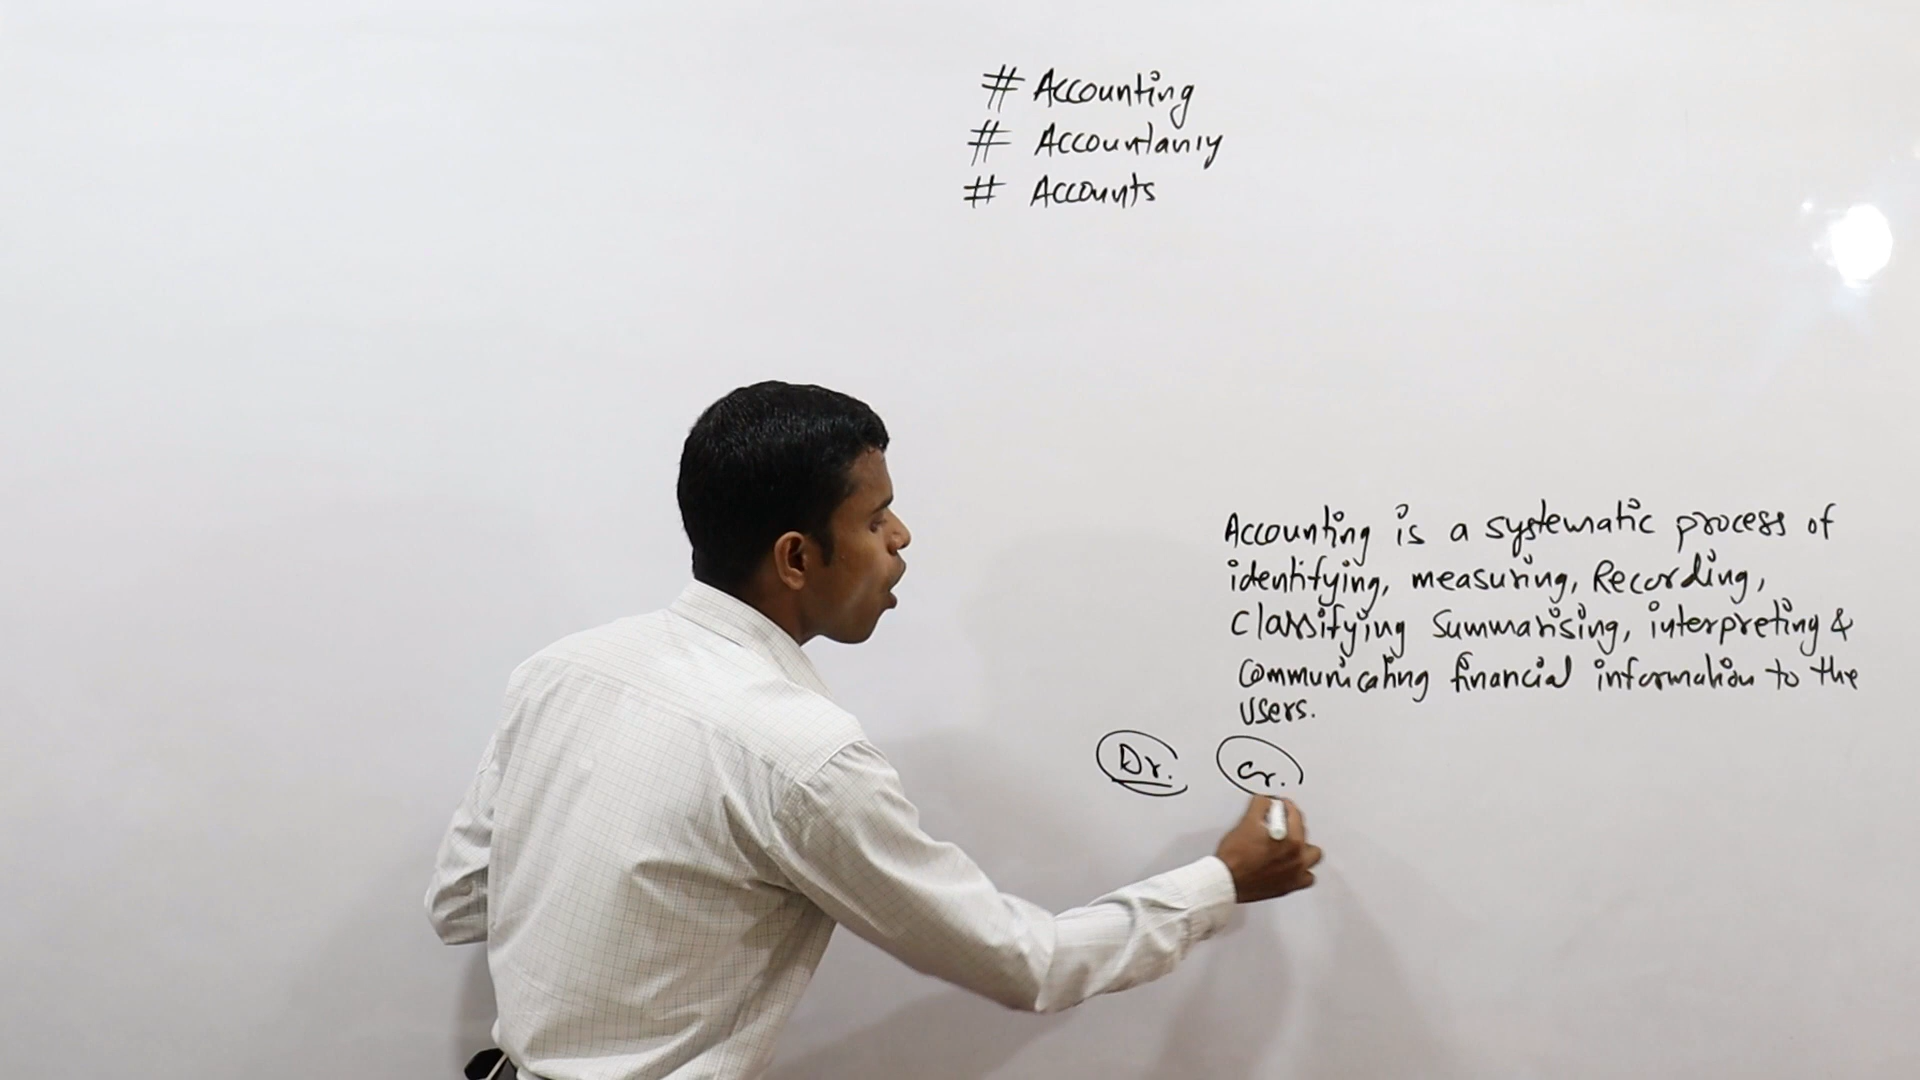 # Accounting
# Accountancy
# Accounts
Accounting is a systematic process of
identifying, measuring, Recording,
Classifying Summarising, interpreting &
Communicating financial information to the
users.
Dr. Cr.